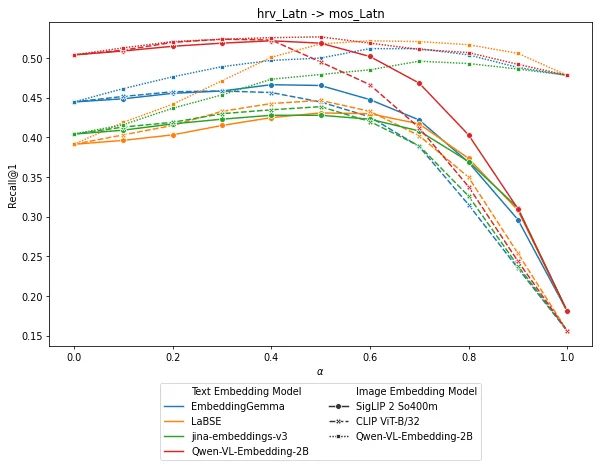 hrv_Latn -> mos_Latn
Recall@1
0.50
0.45
0.40
0.35
0.30
0.25
0.20
0.15
0.0
0.2
0.4
0.6
0.8
1.0
α
Text Embedding Model
EmbeddingGemma
LaBSE
jina-embeddings-v3
Qwen-VL-Embedding-2B
Image Embedding Model
SigLIP 2 So400m
CLIP ViT-B/32
Qwen-VL-Embedding-2B